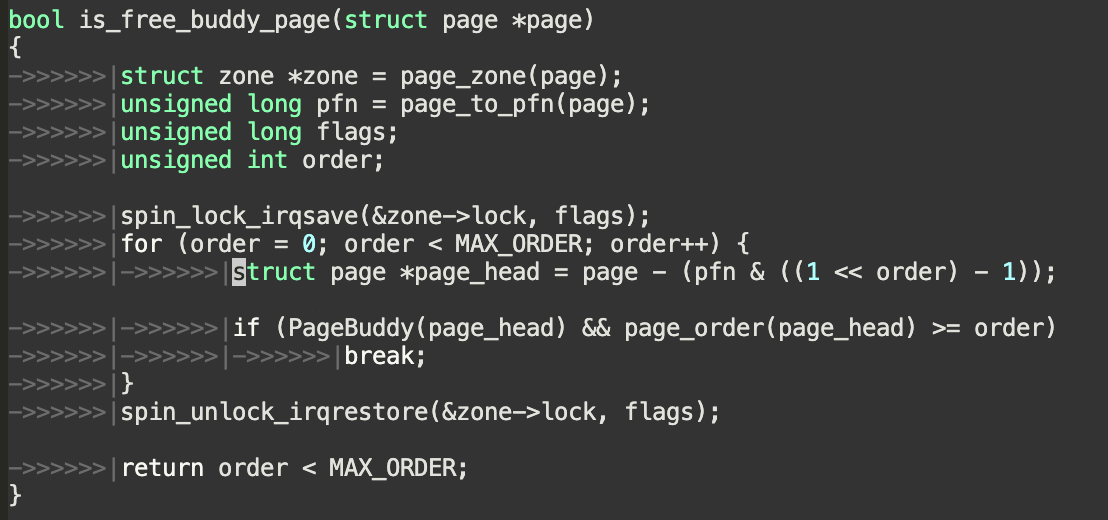 bool is_free_buddy_page(struct page *page)
{
->>>>>>|struct zone *zone = page_zone(page);
->>>>>>|unsigned long pfn = page_to_pfn(page);
->>>>>>|unsigned long flags;
->>>>>>|unsigned int order;
->>>>>>|spin_lock_irqsave(&zone->lock, flags);
->>>>>>|for (order = 0; order < MAX_ORDER; order++) {
->>>>>>|->>>>>>|struct page *page_head = page - (pfn & ((1 << order) - 1));
->>>>>>|->>>>>>|if (PageBuddy(page_head) && page_order(page_head) >= order)
->>>>>>|->>>>>>|->>>>>>|break;
->>>>>>|}
->>>>>>|spin_unlock_irqrestore(&zone->lock, flags);
->>>>>>|return order < MAX_ORDER;
}